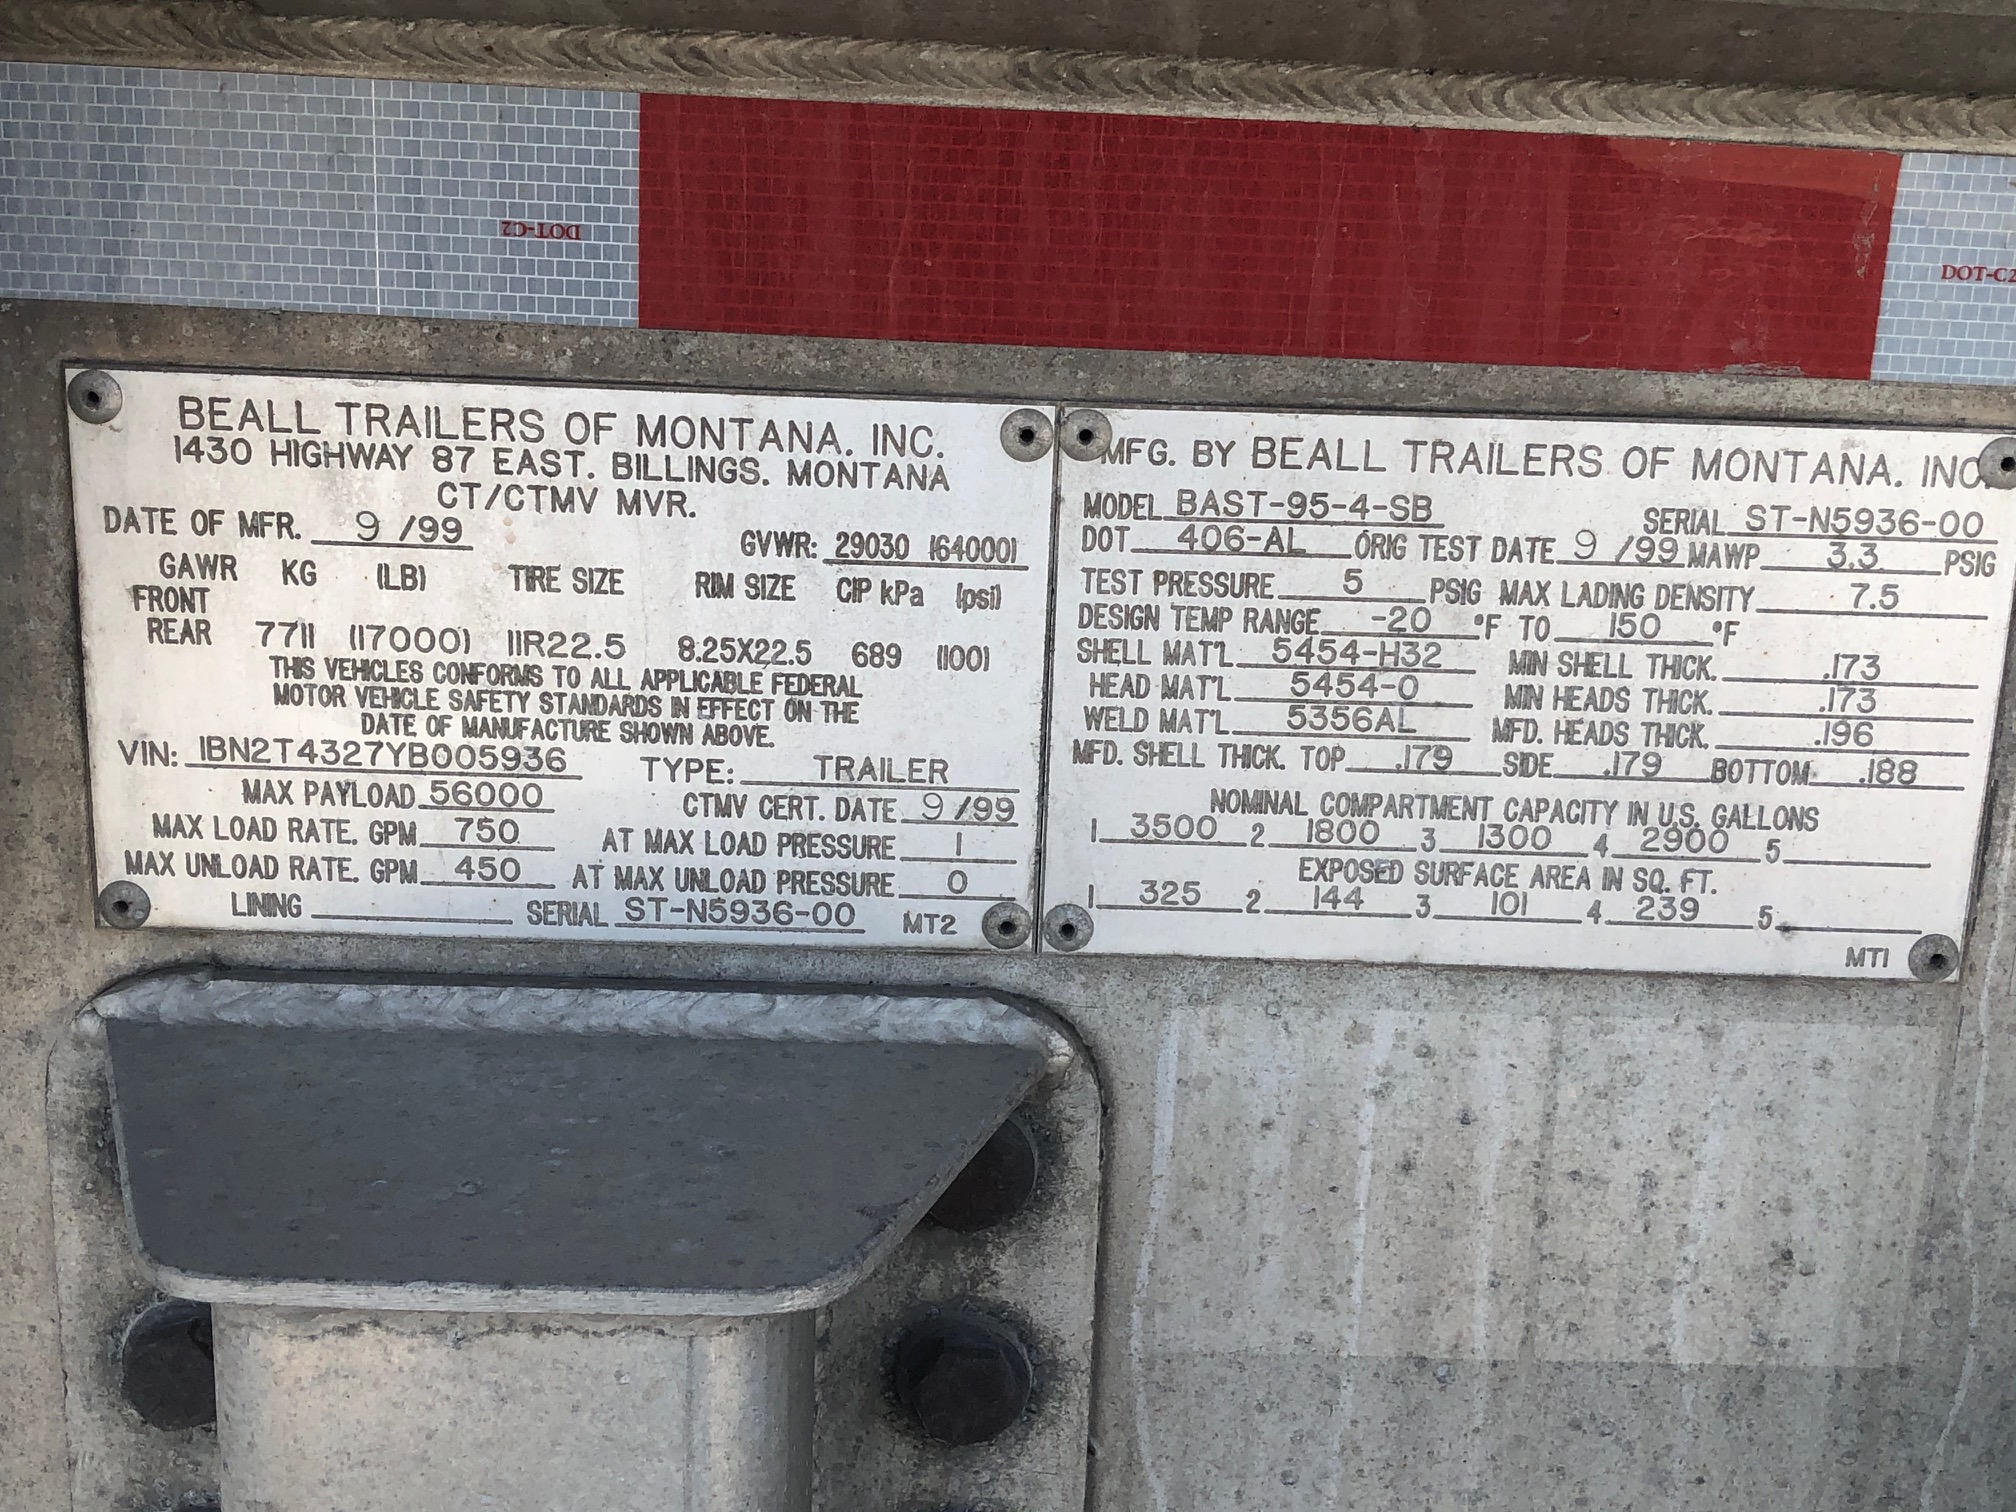 DOT-C2
DOT-C2
BEALL TRAILERS OF MONTANA. INC.
1430 HIGHWAY 87 EAST. BILLINGS. MONTANA
CT/CTMV MVR.
DATE OF MFR. 9 /99
GVWR: 29030 (64000)
GAWR KG (LB) TIRE SIZE RIM SIZE CIP kPa (psi)
FRONT
REAR 7711 (17000) 11R22.5 8.25X22.5 689 (100)
THIS VEHICLES CONFORMS TO ALL APPLICABLE FEDERAL
MOTOR VEHICLE SAFETY STANDARDS IN EFFECT ON THE
DATE OF MANUFACTURE SHOWN ABOVE.
VIN: 1BN2T4327YB005936 TYPE: TRAILER
MAX PAYLOAD 56000 CTMV CERT. DATE 9 /99
MAX LOAD RATE. GPM 750 AT MAX LOAD PRESSURE 1
MAX UNLOAD RATE. GPM 450 AT MAX UNLOAD PRESSURE 0
LINING SERIAL ST-N5936-00 MT2
MFG. BY BEALL TRAILERS OF MONTANA. INC.
MODEL BAST-95-4-SB SERIAL ST-N5936-00
DOT 406-AL ORIG TEST DATE 9 /99 MAWP 3.3 PSIG
TEST PRESSURE 5 PSIG MAX LADING DENSITY 7.5
DESIGN TEMP RANGE -20 °F TO 150 °F
SHELL MAT'L 5454-H32 MIN SHELL THICK. .173
HEAD MAT'L 5454-0 MIN HEADS THICK. .173
WELD MAT'L 5356AL MFD. HEADS THICK. .196
MFD. SHELL THICK. TOP .179 SIDE .179 BOTTOM .188
NOMINAL COMPARTMENT CAPACITY IN U.S. GALLONS
1 3500 2 1800 3 1300 4 2900 5
EXPOSED SURFACE AREA IN SQ. FT.
1 325 2 144 3 101 4 239 5
MT1